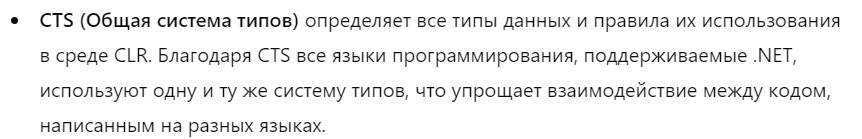 • CTS (Общая система типов) определяет все типы данных и правила их использования
в среде CLR. Благодаря CTS все языки программирования, поддерживаемые .NET,
используют одну и ту же систему типов, что упрощает взаимодействие между кодом,
написанным на разных языках.